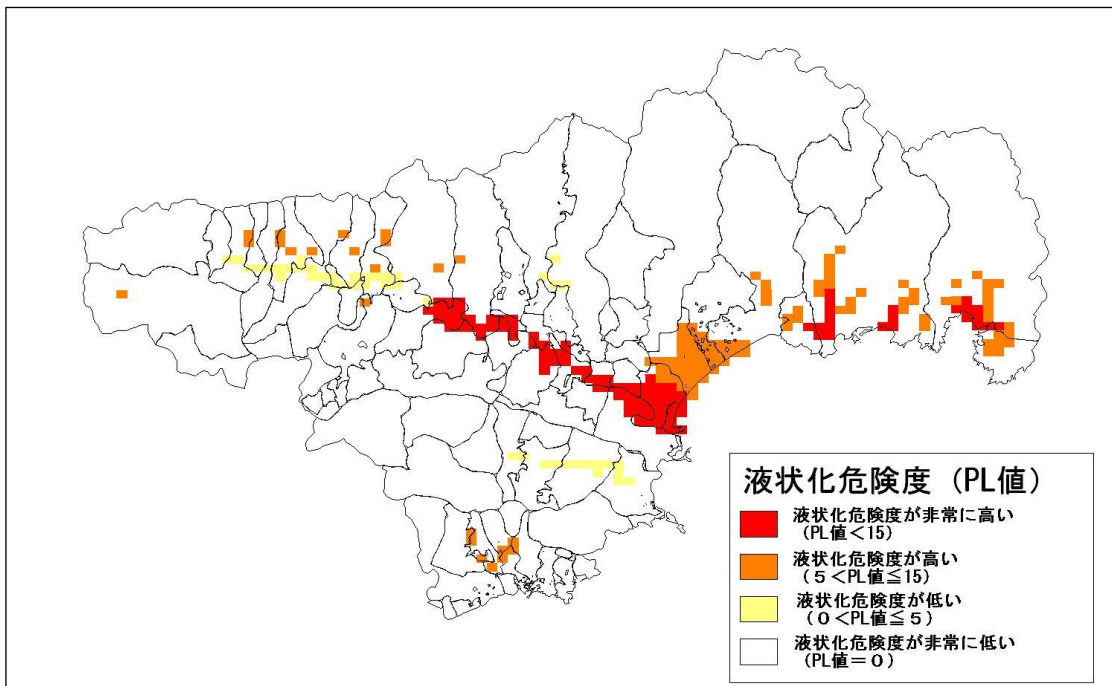 液状化危険度（PL値）
液状化危険度が非常に高い
（PL値＜15）
液状化危険度が高い
（５＜PL値≦15）
液状化危険度が低い
（０＜PL値≦５）
液状化危険度が非常に低い
（PL値＝０）